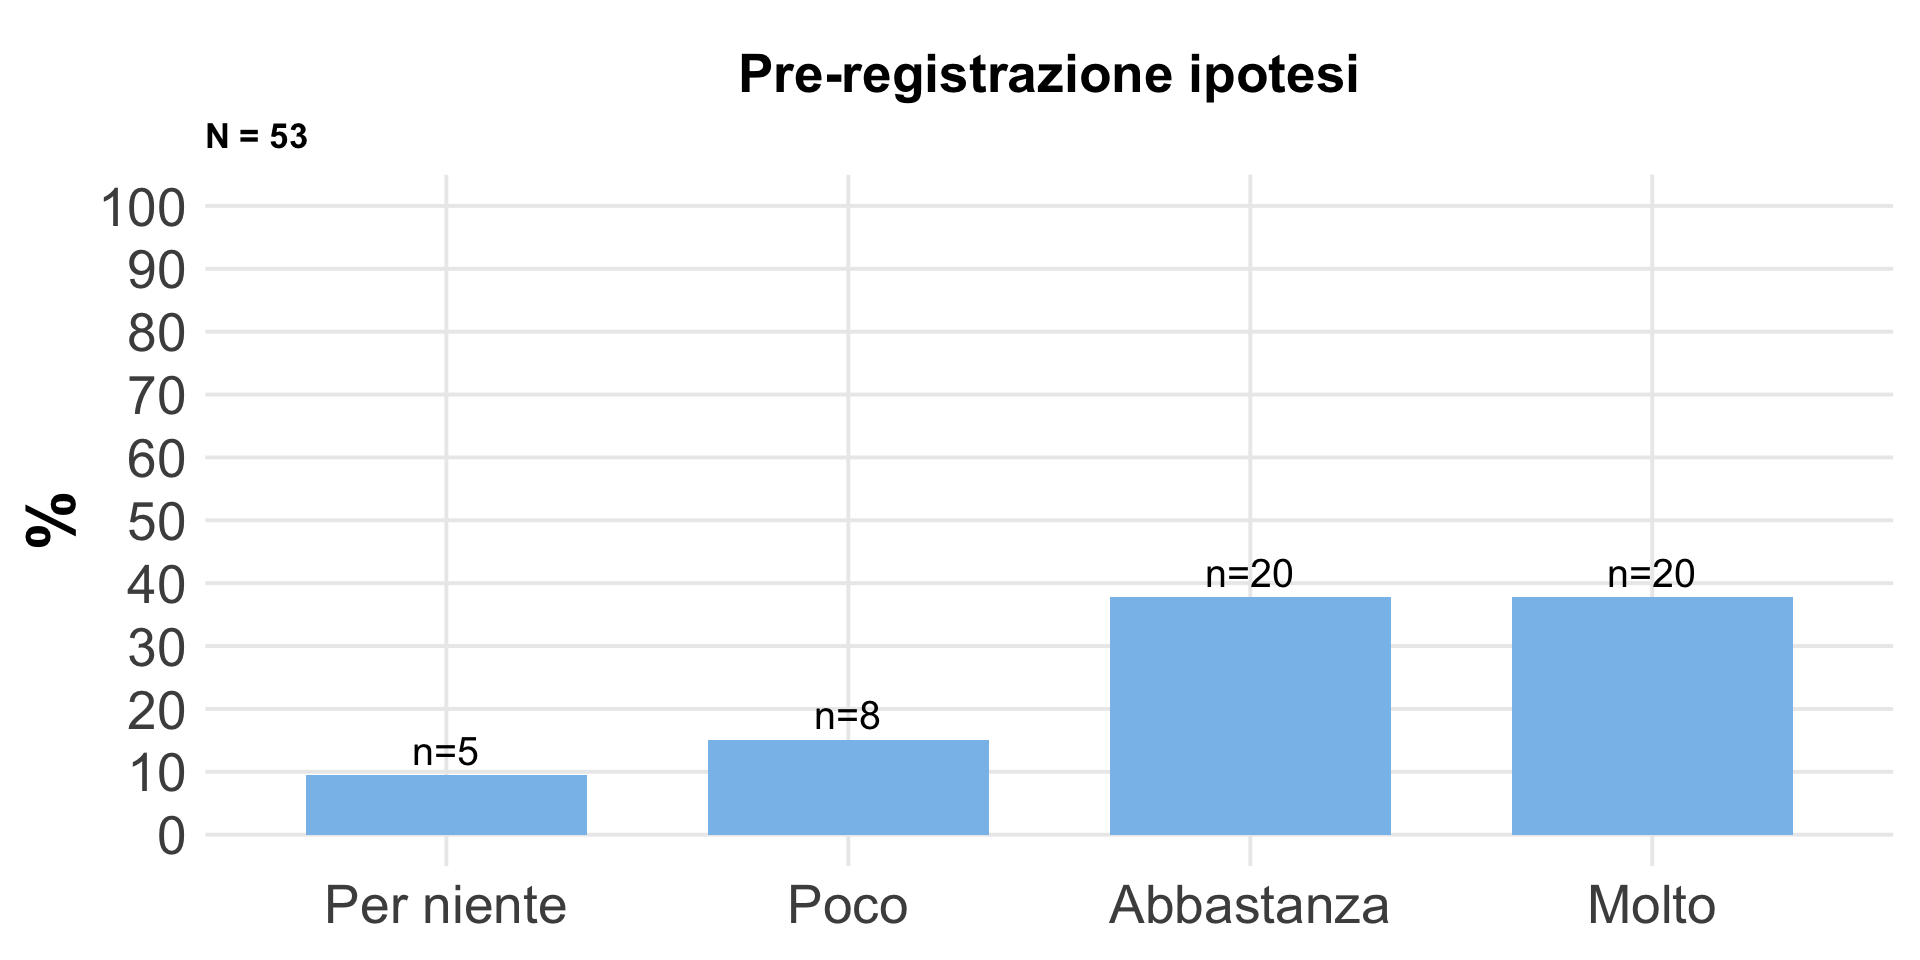 Pre-registrazione ipotesi
N = 53
100
90
80
70
60
50
40
30
20
10
0
%
n=5
n=8
n=20
n=20
Per niente
Poco
Abbastanza
Molto